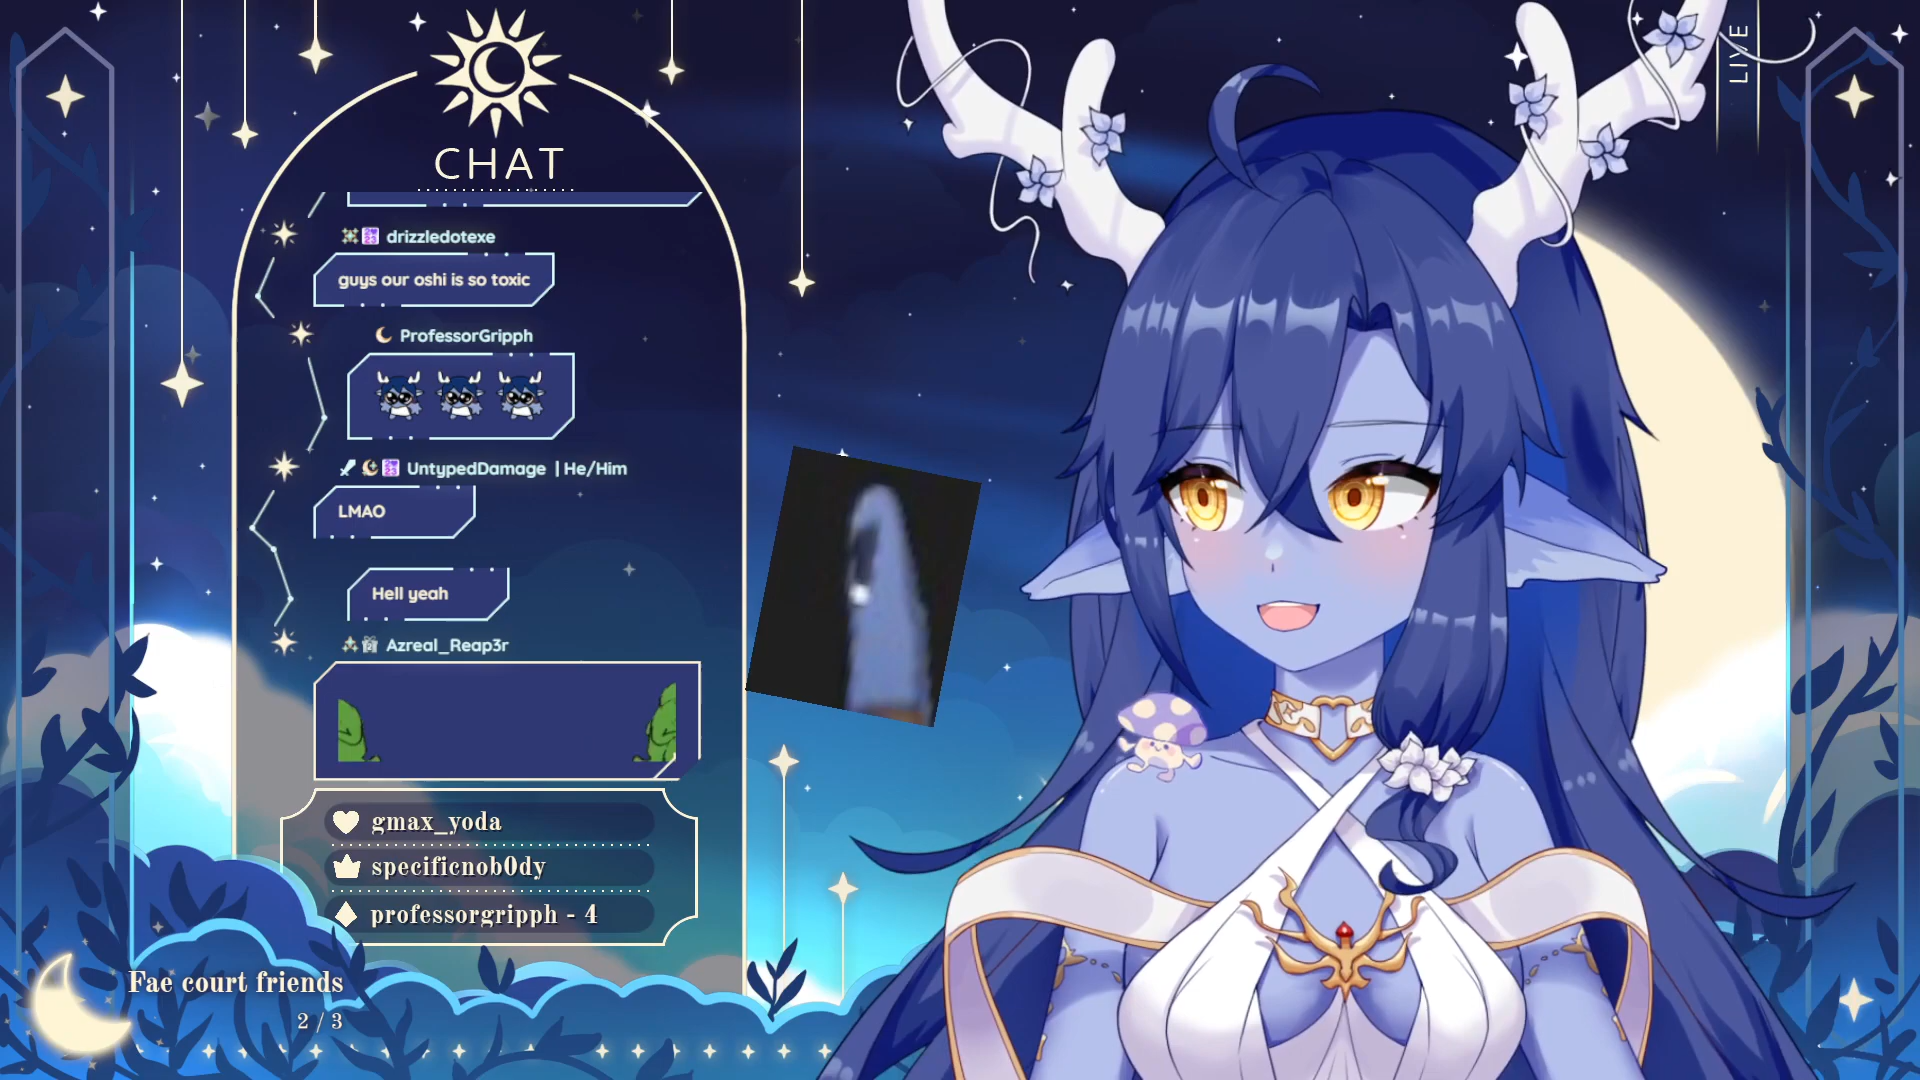 LIVE
CHAT
drizzledotexe
guys our oshi is so toxic
ProfessorGripph
UntypedDamage | He/Him
LMAO
Hell yeah
Azreal_Reap3r
gmax_yoda
specificnob0dy
professorgripph - 4
Fae court friends
2 / 3